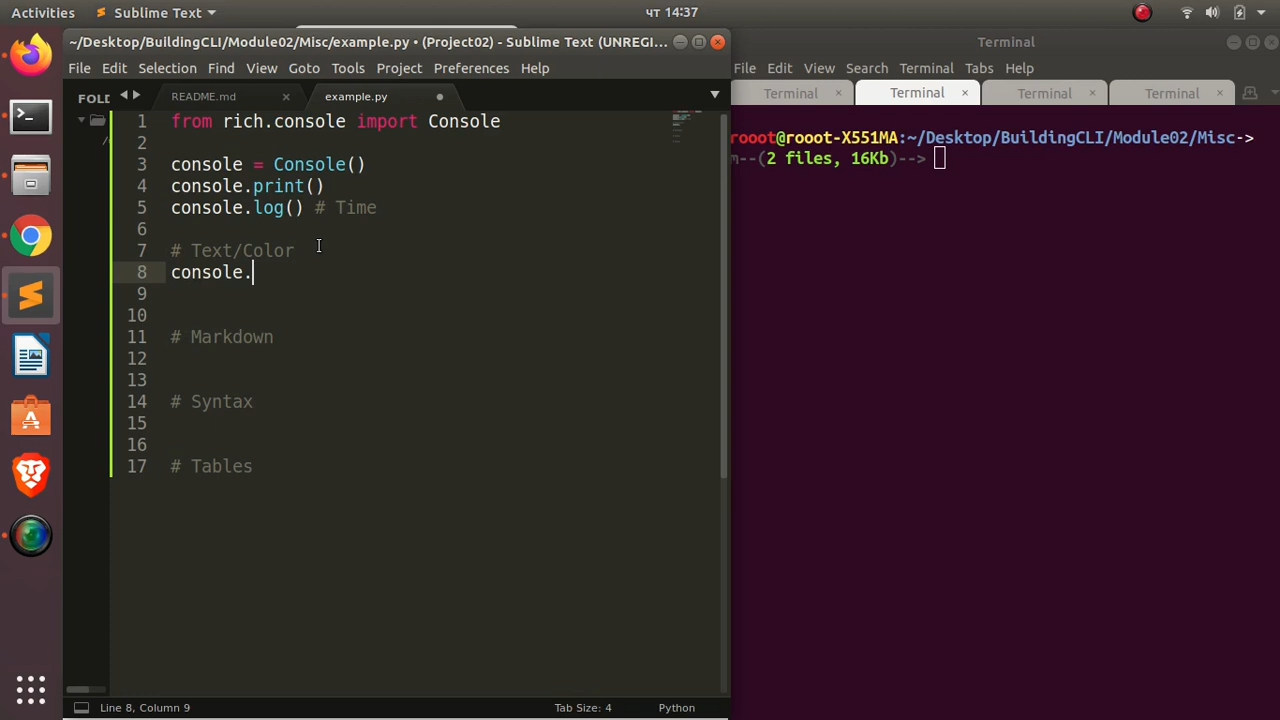 Activities
Sublime Text
чт 14:37
~/Desktop/BuildingCLI/Module02/Misc/example.py • (Project02) - Sublime Text (UNREGI...
File Edit Selection Find View Goto Tools Project Preferences Help
FOLD
README.md ×
example.py
1 from rich.console import Console
2
3 console = Console()
4 console.print()
5 console.log() # Time
6
7 # Text/Color
8 console.
9
10
11 # Markdown
12
13
14 # Syntax
15
16
17 # Tables
Line 8, Column 9
Tab Size: 4
Python
Terminal
File Edit View Search Terminal Tabs Help
Terminal × Terminal × Terminal × Terminal ×
rooot@rooot-X551MA:~/Desktop/BuildingCLI/Module02/Misc->
m--(2 files, 16Kb)-->